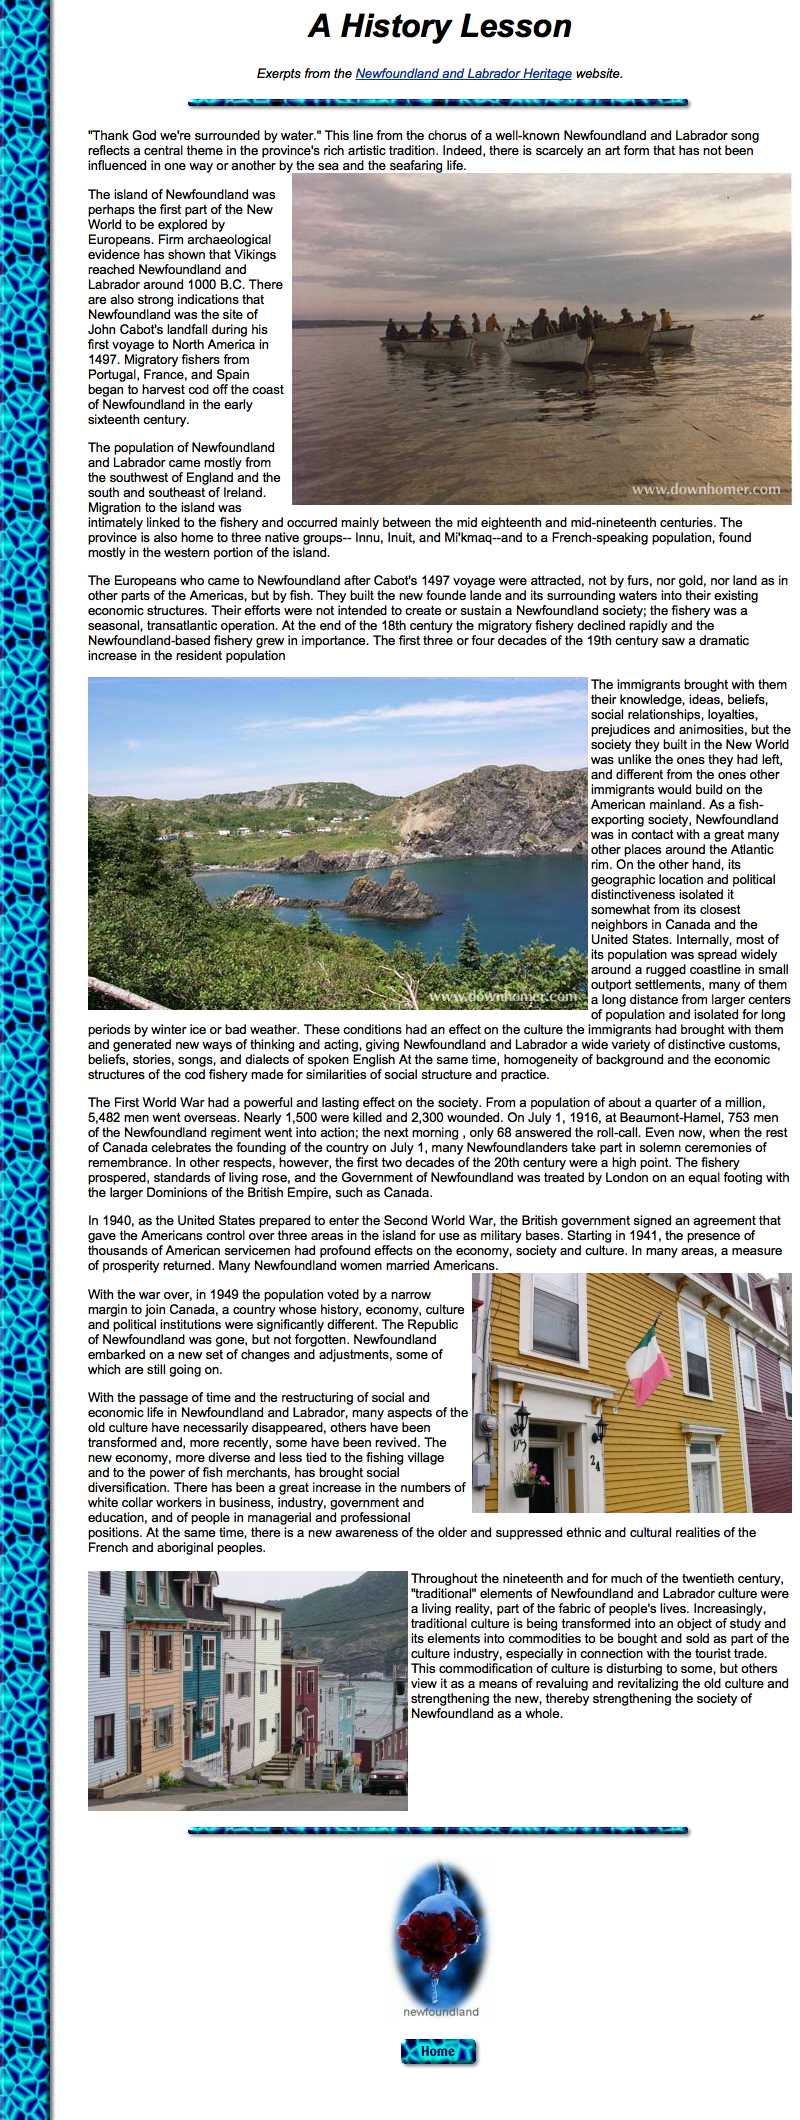 A History Lesson
Exerpts from the Newfoundland and Labrador Heritage website.
"Thank God we're surrounded by water." This line from the chorus of a well-known Newfoundland and Labrador song
reflects a central theme in the province's rich artistic tradition. Indeed, there is scarcely an art form that has not been
influenced in one way or another by the sea and the seafaring life.
The island of Newfoundland was
perhaps the first part of the New
World to be explored by
Europeans. Firm archaeological
evidence has shown that Vikings
reached Newfoundland and
Labrador around 1000 B.C. There
are also strong indications that
Newfoundland was the site of
John Cabot's landfall during his
first voyage to North America in
1497. Migratory fishers from
Portugal, France, and Spain
began to harvest cod off the coast
of Newfoundland in the early
sixteenth century.
www.downhomer.com
The population of Newfoundland
and Labrador came mostly from
the southwest of England and the
south and southeast of Ireland.
Migration to the island was
intimately linked to the fishery and occurred mainly between the mid eighteenth and mid-nineteenth centuries. The
province is also home to three native groups-- Innu, Inuit, and Mi'kmaq--and to a French-speaking population, found
mostly in the western portion of the island.
The Europeans who came to Newfoundland after Cabot's 1497 voyage were attracted, not by furs, nor gold, nor land as in
other parts of the Americas, but by fish. They built the new founde lande and its surrounding waters into their existing
economic structures. Their efforts were not intended to create or sustain a Newfoundland society; the fishery was a
seasonal, transatlantic operation. At the end of the 18th century the migratory fishery declined rapidly and the
Newfoundland-based fishery grew in importance. The first three or four decades of the 19th century saw a dramatic
increase in the resident population
www.downhomer.com
The immigrants brought with them
their knowledge, ideas, beliefs,
social relationships, loyalties,
prejudices and animosities, but the
society they built in the New World
was unlike the ones they had left,
and different from the ones other
immigrants would build on the
American mainland. As a fish-
exporting society, Newfoundland
was in contact with a great many
other places around the Atlantic
rim. On the other hand, its
geographic location and political
distinctiveness isolated it
somewhat from its closest
neighbors in Canada and the
United States. Internally, most of
its population was spread widely
around a rugged coastline in small
outport settlements, many of them
a long distance from larger centers
of population and isolated for long
periods by winter ice or bad weather. These conditions had an effect on the culture the immigrants had brought with them
and generated new ways of thinking and acting, giving Newfoundland and Labrador a wide variety of distinctive customs,
beliefs, stories, songs, and dialects of spoken English At the same time, homogeneity of background and the economic
structures of the cod fishery made for similarities of social structure and practice.
The First World War had a powerful and lasting effect on the society. From a population of about a quarter of a million,
5,482 men went overseas. Nearly 1,500 were killed and 2,300 wounded. On July 1, 1916, at Beaumont-Hamel, 753 men
of the Newfoundland regiment went into action; the next morning , only 68 answered the roll-call. Even now, when the rest
of Canada celebrates the founding of the country on July 1, many Newfoundlanders take part in solemn ceremonies of
remembrance. In other respects, however, the first two decades of the 20th century were a high point. The fishery
prospered, standards of living rose, and the Government of Newfoundland was treated by London on an equal footing with
the larger Dominions of the British Empire, such as Canada.
In 1940, as the United States prepared to enter the Second World War, the British government signed an agreement that
gave the Americans control over three areas in the island for use as military bases. Starting in 1941, the presence of
thousands of American servicemen had profound effects on the economy, society and culture. In many areas, a measure
of prosperity returned. Many Newfoundland women married Americans.
With the war over, in 1949 the population voted by a narrow
margin to join Canada, a country whose history, economy, culture
and political institutions were significantly different. The Republic
of Newfoundland was gone, but not forgotten. Newfoundland
embarked on a new set of changes and adjustments, some of
which are still going on.
With the passage of time and the restructuring of social and
economic life in Newfoundland and Labrador, many aspects of the
old culture have necessarily disappeared, others have been
transformed and, more recently, some have been revived. The
new economy, more diverse and less tied to the fishing village
and to the power of fish merchants, has brought social
diversification. There has been a great increase in the numbers of
white collar workers in business, industry, government and
education, and of people in managerial and professional
positions. At the same time, there is a new awareness of the older and suppressed ethnic and cultural realities of the
French and aboriginal peoples.
24
Throughout the nineteenth and for much of the twentieth century,
"traditional" elements of Newfoundland and Labrador culture were
a living reality, part of the fabric of people's lives. Increasingly,
traditional culture is being transformed into an object of study and
its elements into commodities to be bought and sold as part of the
culture industry, especially in connection with the tourist trade.
This commodification of culture is disturbing to some, but others
view it as a means of revaluing and revitalizing the old culture and
strengthening the new, thereby strengthening the society of
Newfoundland as a whole.
newfoundland
Home